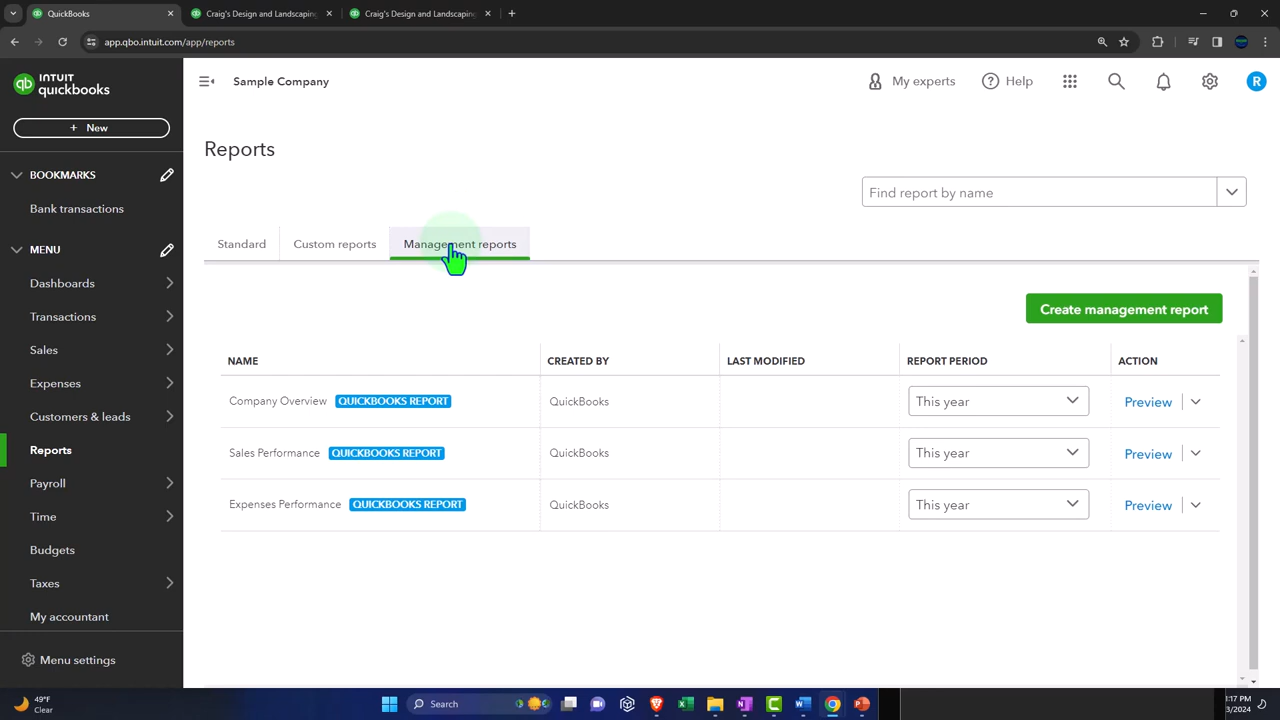 QuickBooks
Craig's Design and Landscaping
Craig's Design and Landscaping
app.qbo.intuit.com/app/reports
INTUIT
quickbooks
Sample Company
My experts
Help
R
+ New
Reports
BOOKMARKS
Find report by name
Bank transactions
Standard
Custom reports
Management reports
MENU
Dashboards
Create management report
Transactions
Sales
NAME
CREATED BY
LAST MODIFIED
REPORT PERIOD
ACTION
Expenses
Company Overview QUICKBOOKS REPORT
QuickBooks
This year
Preview
Customers & leads
Reports
Sales Performance QUICKBOOKS REPORT
QuickBooks
This year
Preview
Payroll
Expenses Performance QUICKBOOKS REPORT
QuickBooks
This year
Preview
Time
Budgets
Taxes
My accountant
Menu settings
49°F
Clear
Search
:17 PM
/3/2024